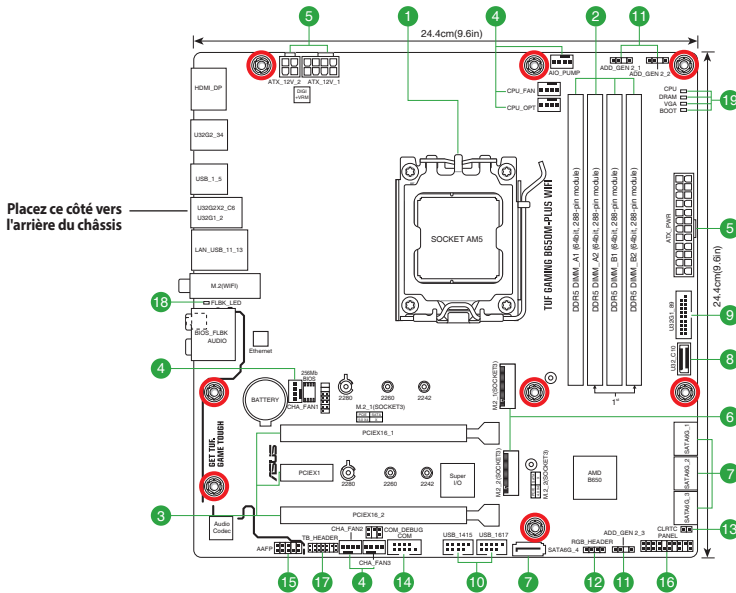 5
1
4
2
11
24.4cm(9.6in)
ATX_12V_2
ATX_12V_1
AIO_PUMP
ADD_GEN 2_1
ADD_GEN 2_2
HDMI_DP
DIGI
+VRM
CPU_FAN
CPU_OPT
CPU
DRAM
VGA
BOOT
19
U32G2_34
USB_1_5
Placez ce côté vers
l'arrière du châssis
U32G2X2_C6
U32G1_2
LAN_USB_11_13
M.2(WIFI)
SOCKET AM5
TUF GAMING B650M-PLUS WIFI
DDR5 DIMM_A1 (64bit, 288-pin module)
DDR5 DIMM_A2 (64bit, 288-pin module)
DDR5 DIMM_B1 (64bit, 288-pin module)
DDR5 DIMM_B2 (64bit, 288-pin module)
ATX_PWR
5
24.4cm(9.6in)
18
FLBK_LED
BIOS_FLBK
AUDIO
Ethernet
U32G1_89
9
U32_C10
8
4
256Mb
BIOS
BATTERY
CHA_FAN1
2280
2260
2242
M.2_1(SOCKET3)
M.2_1(SOCKET3)
1"
6
GET TUF.
GAME TOUGH
ASUS
PCIEX16_1
PCIEX1
2280
2260
2242
Super
I/O
M.2_2(SOCKET3)
M.2_2(SOCKET3)
AMD
B650
SATA6G_1
SATA6G_2
SATA6G_3
7
3
PCIEX16_2
Audio
Codec
CLRTC
13
AAFP
TB_HEADER
CHA_FAN2
CHA_FAN3
COM_DEBUG
COM
USB_1415
USB_1617
SATA6G_4
RGB_HEADER
ADD_GEN 2_3
PANEL
15
17
4
14
10
7
12
11
16